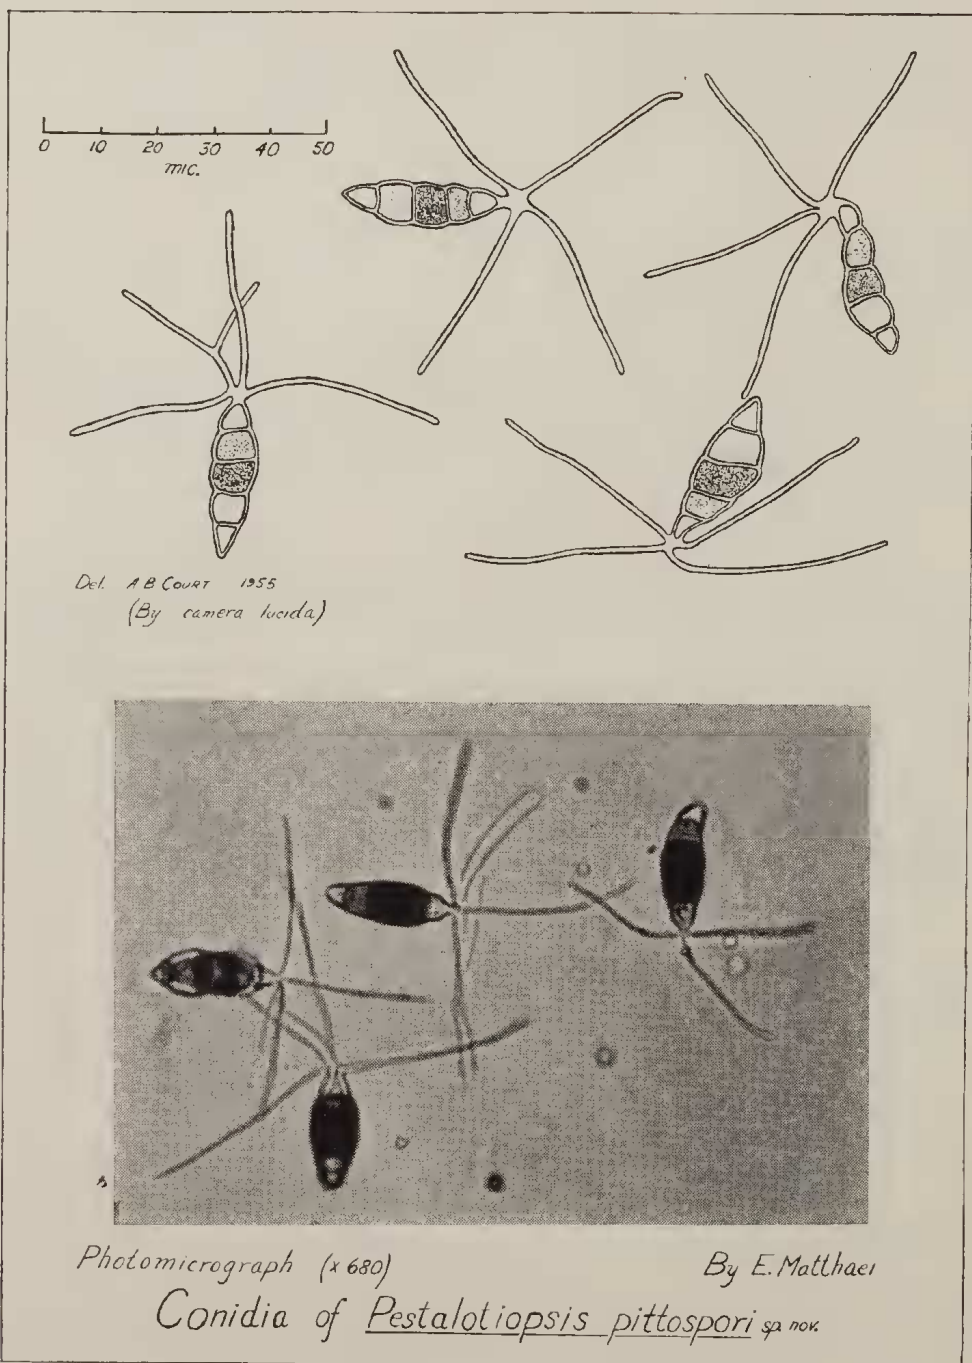 0 10 20 30 40 50
mic.
Del. A B COURT 1955
(By camera lucida)
Photomicrograph (x 680)
By E. Matthaei
Conidia of Pestalotiopsis pittospori sp. nov.